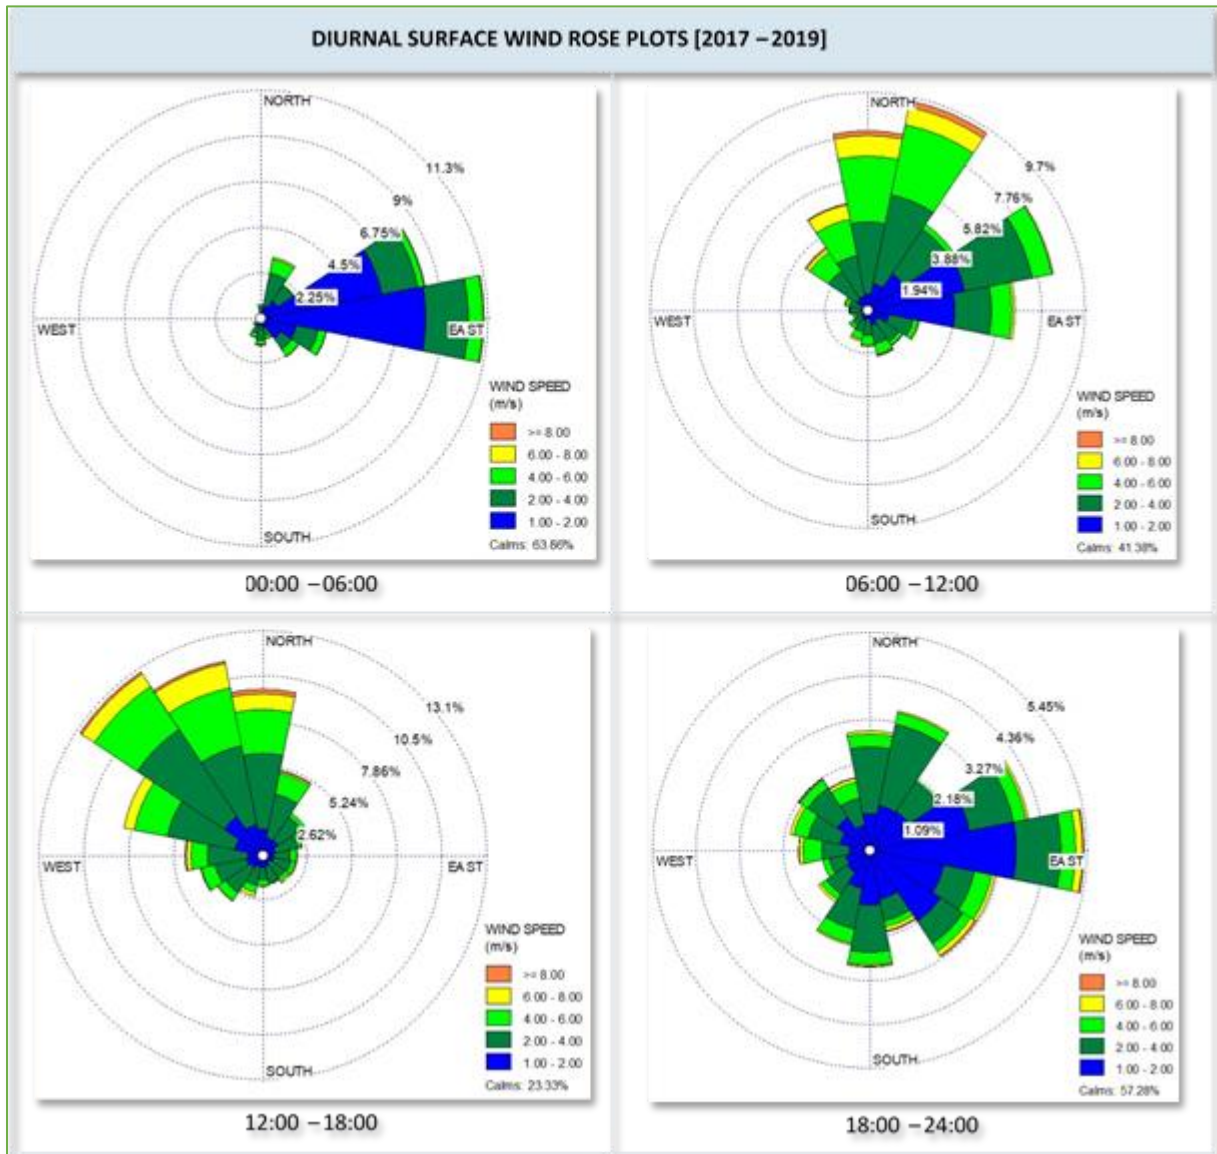 DIURNAL SURFACE WIND ROSE PLOTS [2017 – 2019]
NORTH
11.3%
9%
6.75%
4.5%
2.25%
WEST
EAST
SOUTH
WIND SPEED
(m/s)
>= 8.00
6.00 - 8.00
4.00 - 6.00
2.00 - 4.00
1.00 - 2.00
Calms: 63.66%
00:00 – 06:00
NORTH
9.7%
7.76%
5.82%
3.88%
1.94%
WEST
EAST
SOUTH
WIND SPEED
(m/s)
>= 8.00
6.00 - 8.00
4.00 - 6.00
2.00 - 4.00
1.00 - 2.00
Calms: 41.38%
06:00 – 12:00
NORTH
13.1%
10.5%
7.86%
5.24%
2.62%
WEST
EAST
SOUTH
WIND SPEED
(m/s)
>= 8.00
6.00 - 8.00
4.00 - 6.00
2.00 - 4.00
1.00 - 2.00
Calms: 23.33%
12:00 – 18:00
NORTH
5.45%
4.36%
3.27%
2.18%
1.09%
WEST
EAST
SOUTH
WIND SPEED
(m/s)
>= 8.00
6.00 - 8.00
4.00 - 6.00
2.00 - 4.00
1.00 - 2.00
Calms: 57.28%
18:00 – 24:00